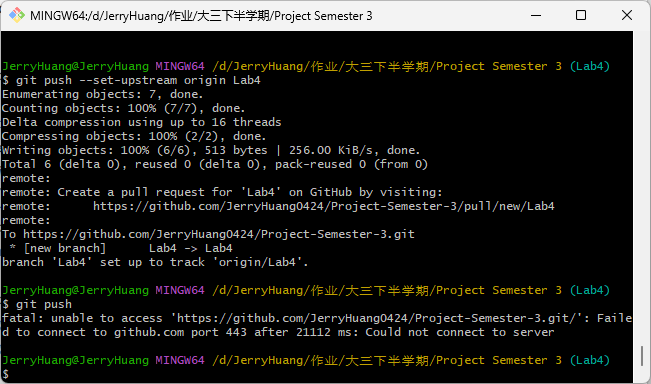 MINGW64:/d/JerryHuang/作业/大三下半学期/Project Semester 3
JerryHuang@JerryHuang MINGW64 /d/JerryHuang/作业/大三下半学期/Project Semester 3 (Lab4)
$ git push --set-upstream origin Lab4
Enumerating objects: 7, done.
Counting objects: 100% (7/7), done.
Delta compression using up to 16 threads
Compressing objects: 100% (2/2), done.
Writing objects: 100% (6/6), 513 bytes | 256.00 KiB/s, done.
Total 6 (delta 0), reused 0 (delta 0), pack-reused 0 (from 0)
remote:
remote: Create a pull request for 'Lab4' on GitHub by visiting:
remote:      https://github.com/JerryHuang0424/Project-Semester-3/pull/new/Lab4
remote:
To https://github.com/JerryHuang0424/Project-Semester-3.git
 * [new branch]      Lab4 -> Lab4
branch 'Lab4' set up to track 'origin/Lab4'.
JerryHuang@JerryHuang MINGW64 /d/JerryHuang/作业/大三下半学期/Project Semester 3 (Lab4)
$ git push
fatal: unable to access 'https://github.com/JerryHuang0424/Project-Semester-3.git/': Faile
d to connect to github.com port 443 after 21112 ms: Could not connect to server
JerryHuang@JerryHuang MINGW64 /d/JerryHuang/作业/大三下半学期/Project Semester 3 (Lab4)
$